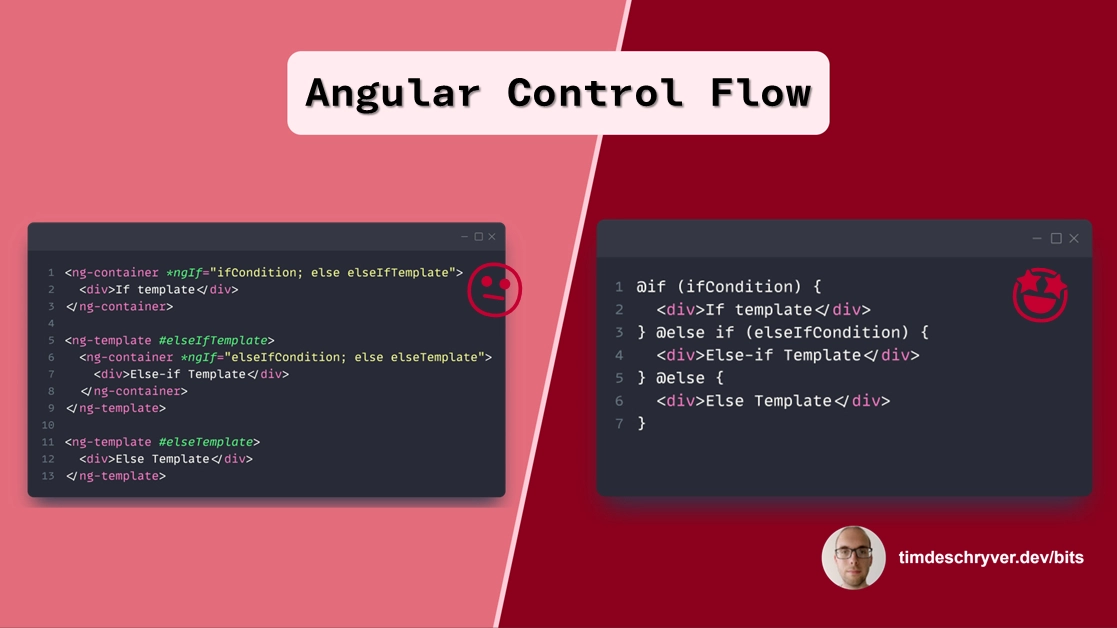 Angular Control Flow
1 <ng-container *ngIf="ifCondition; else elseIfTemplate">
2   <div>If template</div>
3 </ng-container>
4
5 <ng-template #elseIfTemplate>
6   <ng-container *ngIf="elseIfCondition; else elseTemplate">
7     <div>Else-if Template</div>
8   </ng-container>
9 </ng-template>
10
11 <ng-template #elseTemplate>
12   <div>Else Template</div>
13 </ng-template>
1 @if (ifCondition) {
2   <div>If template</div>
3 } @else if (elseIfCondition) {
4   <div>Else-if Template</div>
5 } @else {
6   <div>Else Template</div>
7 }
timdeschryver.dev/bits